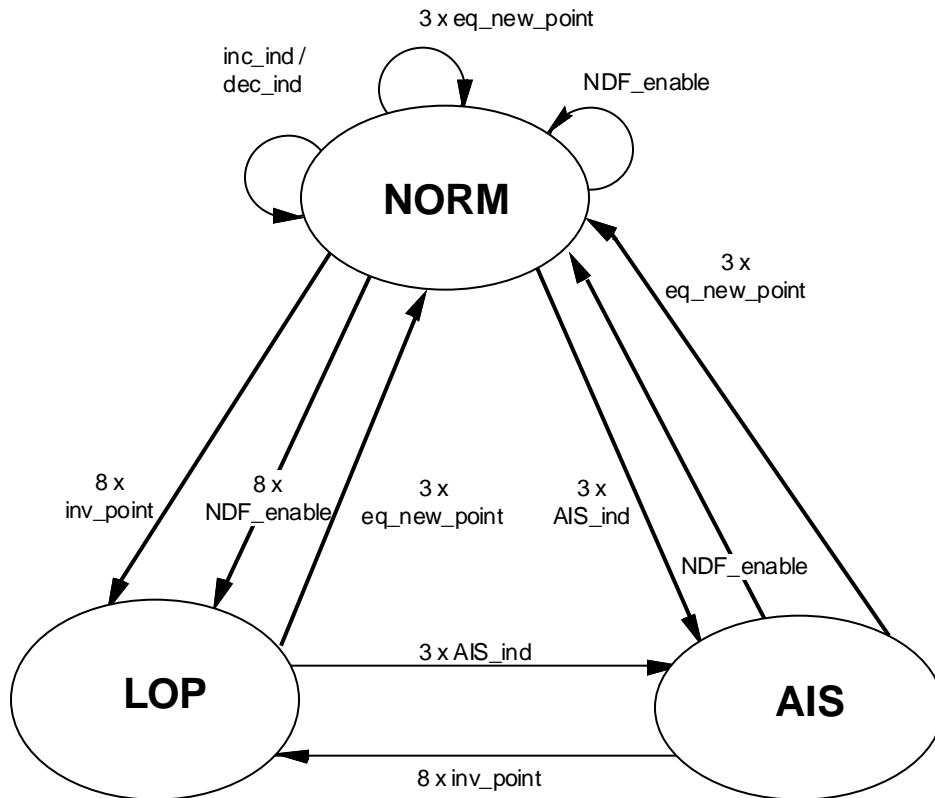 3 x eq_new_point
inc_ind /
dec_ind
NDF_enable
NORM
3 x
eq_new_point
8 x
inv_point
8 x
NDF_enable
3 x
eq_new_point
3 x
AIS_ind
NDF_enable
3 x AIS_ind
LOP
AIS
8 x inv_point